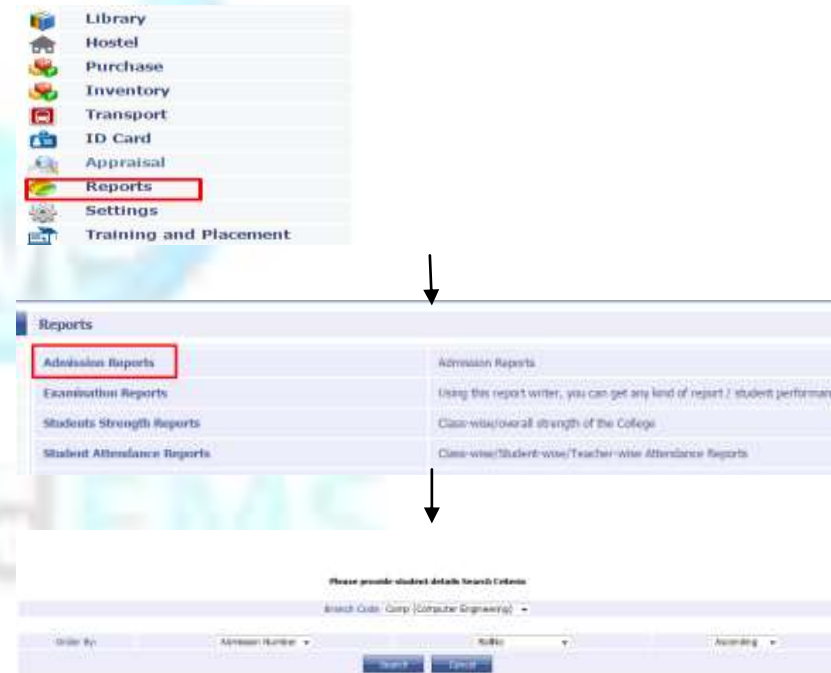 Library
Hostel
Purchase
Inventory
Transport
ID Card
Appraisal
Reports
Settings
Training and Placement
Reports
Admission Reports Admission Reports
Examination Reports Using this report writer, you can get any kind of report / student performan
Students Strength Reports Class-wise/overall strength of the College
Student Attendance Reports Class-wise/Student-wise/Teacher-wise Attendance Reports
Please provide student details Search Criteria
Branch Code: Comp (Computer Engineering)
Order By: Admission Number RollNo Ascending
Search Cancel
EMS